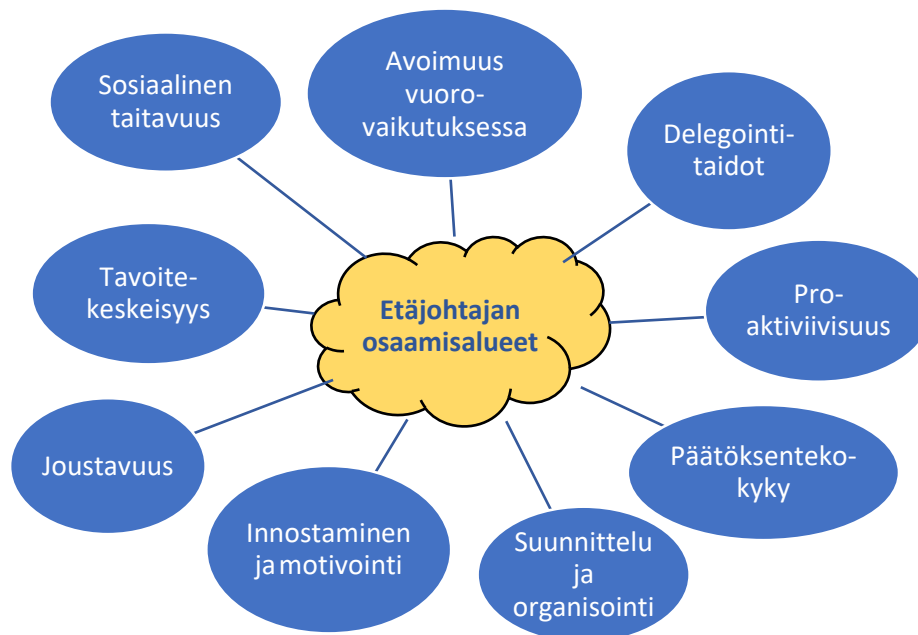 Avoimuus
vuoro-
vaikutuksessa
Sosiaalinen
taitavuus
Delegointi-
taidot
Tavoite-
keskeisyys
Etäjohtajan
osaamisalueet
Pro-
aktiviivisuus
Joustavuus
Päätöksenteko-
kyky
Innostaminen
ja motivointi
Suunnittelu
ja
organisointi